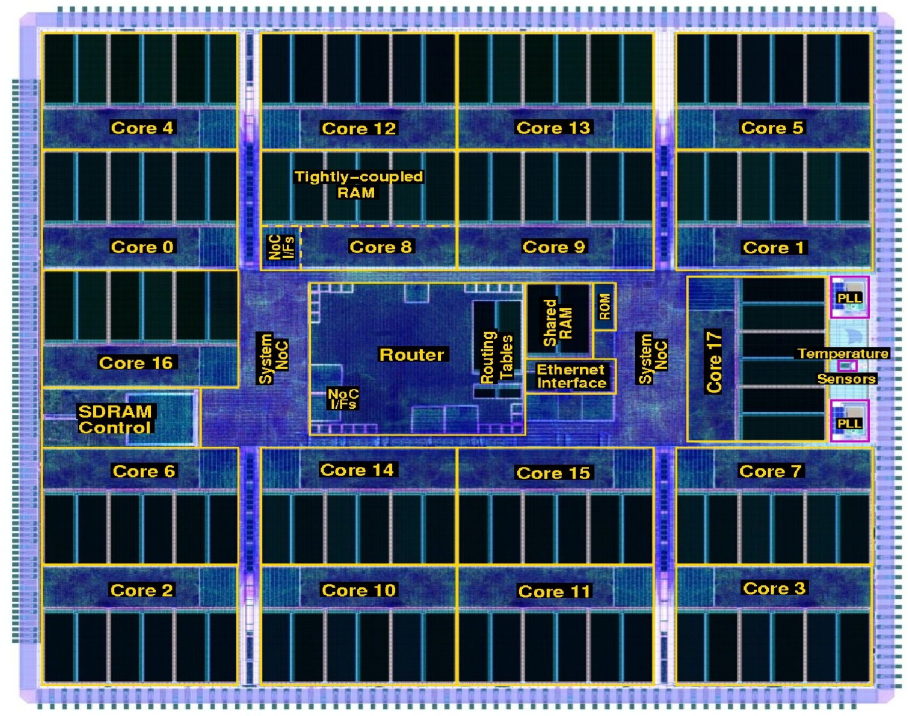 Core 4
Core 12
Core 13
Core 5
Tightly-coupled
RAM
Core 0
NoC
I/Fs
Core 8
Core 9
Core 1
Core 16
System
NoC
Router
NoC
I/Fs
Routing
Tables
Shared
RAM
ROM
Ethernet
Interface
System
NoC
Core 17
PLL
Temperature
Sensors
PLL
SDRAM
Control
Core 6
Core 14
Core 15
Core 7
Core 2
Core 10
Core 11
Core 3